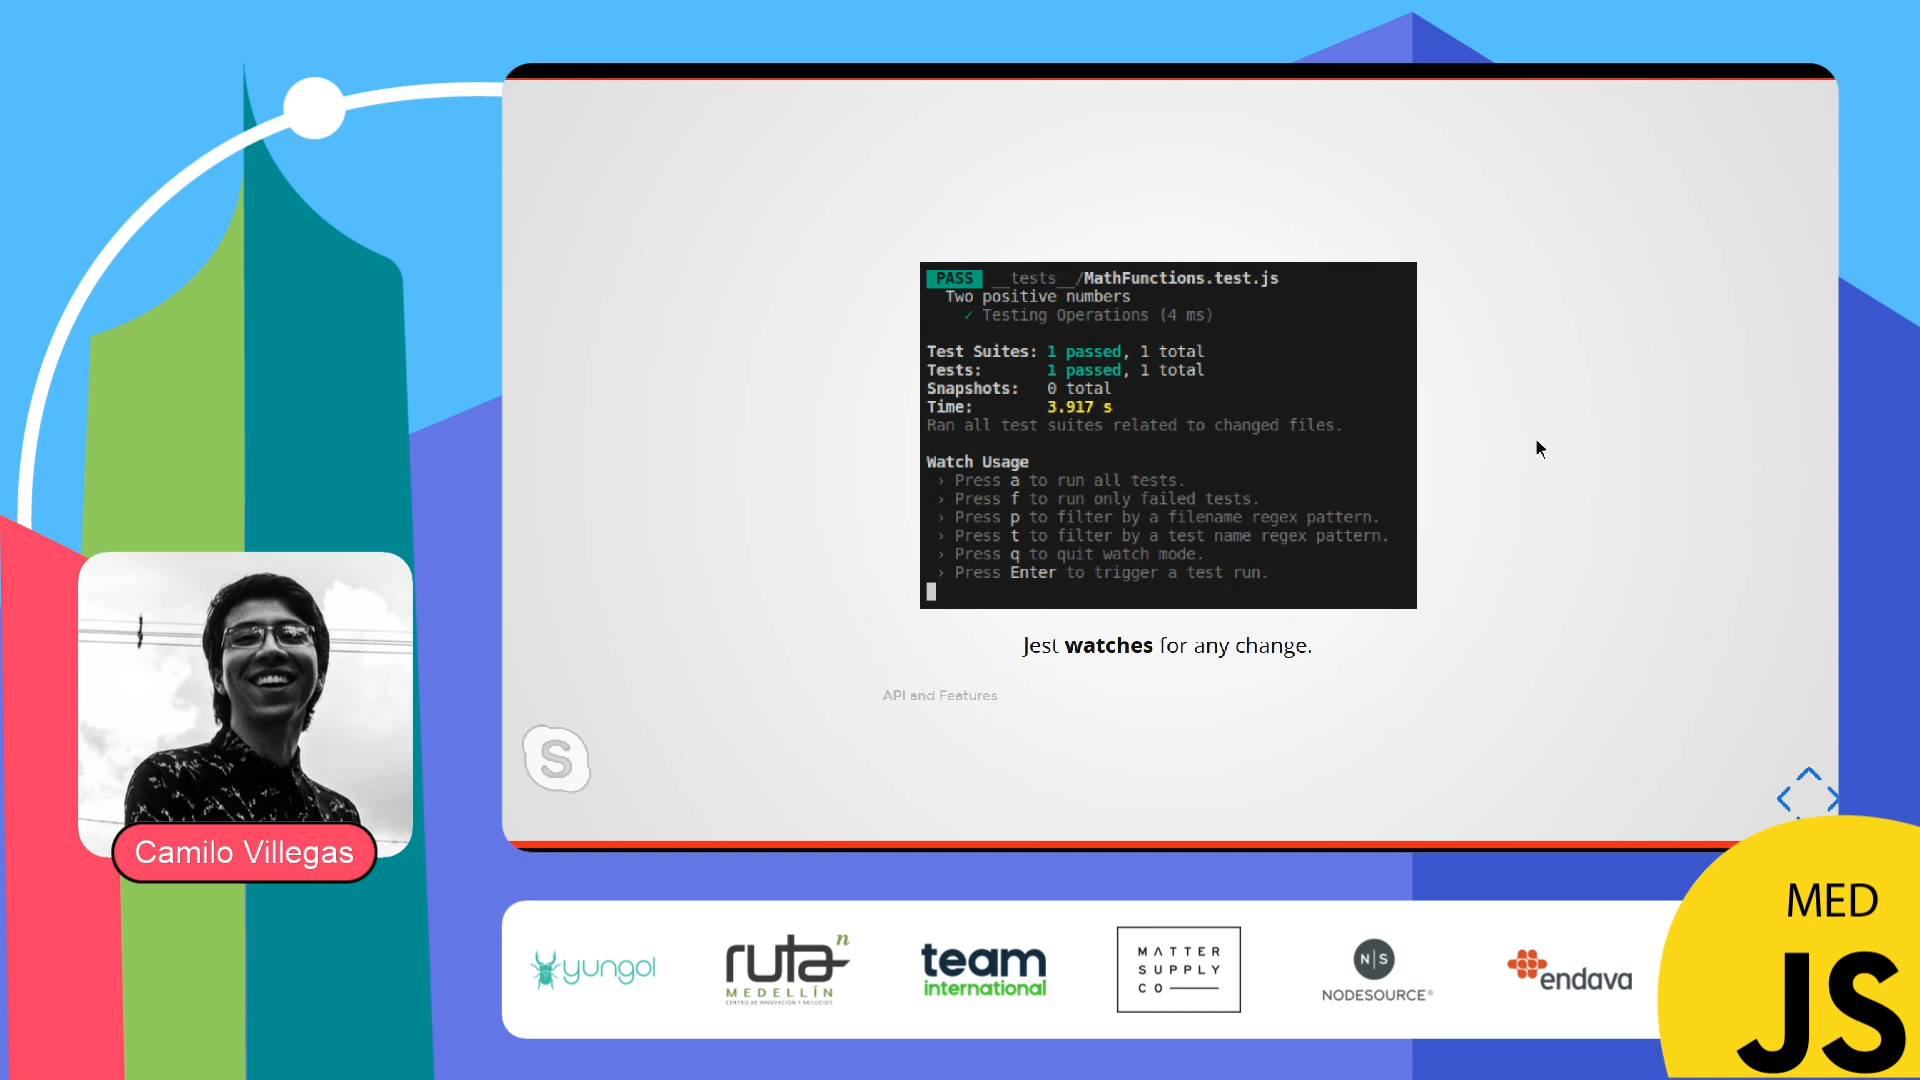 PASS __tests__/MathFunctions.test.js
Two positive numbers
✓ Testing Operations (4 ms)
Test Suites: 1 passed, 1 total
Tests: 1 passed, 1 total
Snapshots: 0 total
Time: 3.917 s
Ran all test suites related to changed files.
Watch Usage
› Press a to run all tests.
› Press f to run only failed tests.
› Press p to filter by a filename regex pattern.
› Press t to filter by a test name regex pattern.
› Press q to quit watch mode.
› Press Enter to trigger a test run.
Jest watches for any change.
API and Features
S
Camilo Villegas
yungol
ruta n
MEDELLÍN
CENTRO DE INNOVACIÓN Y NEGOCIOS
team
international
MATTER
SUPPLY
CO
N|S
NODESOURCE®
endava
MED
JS